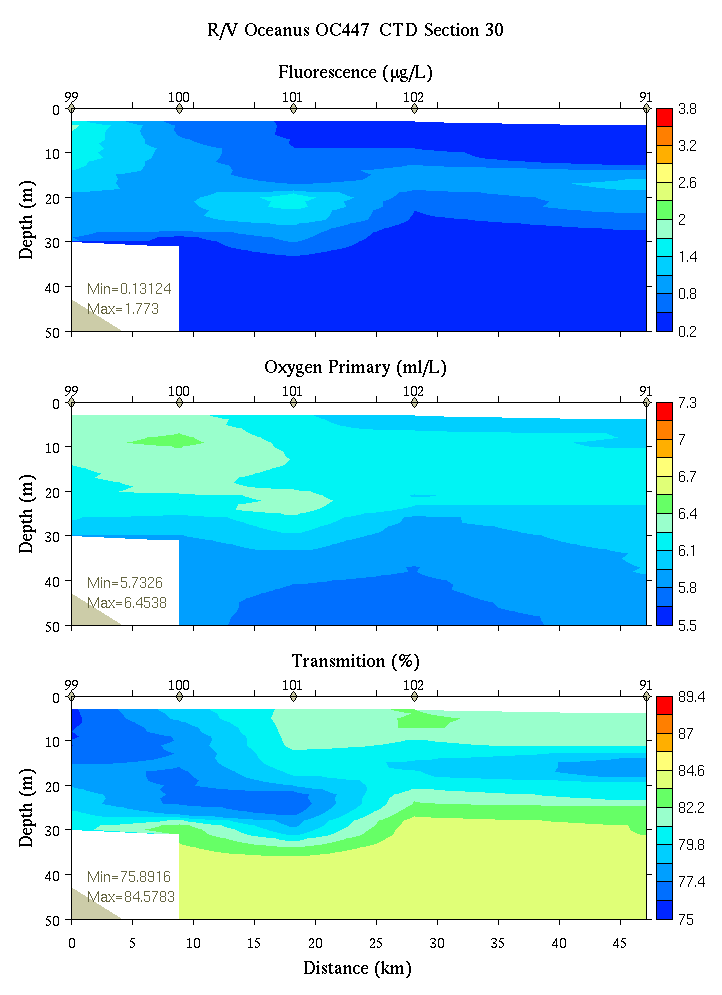 R/V Oceanus OC447 CTD Section 30
Fluorescence (µg/L)
99 100 101 102 91
0
10
20
30
40
50
Depth (m)
Min=0.13124
Max=1.773
3.8
3.2
2.6
2
1.4
0.8
0.2
Oxygen Primary (ml/L)
99 100 101 102 91
0
10
20
30
40
50
Depth (m)
Min=5.7326
Max=6.4538
7.3
7
6.7
6.4
6.1
5.8
5.5
Transmition (%)
99 100 101 102 91
0
10
20
30
40
50
Depth (m)
Min=75.8916
Max=84.5783
89.4
87
84.6
82.2
79.8
77.4
75
0 5 10 15 20 25 30 35 40 45
Distance (km)